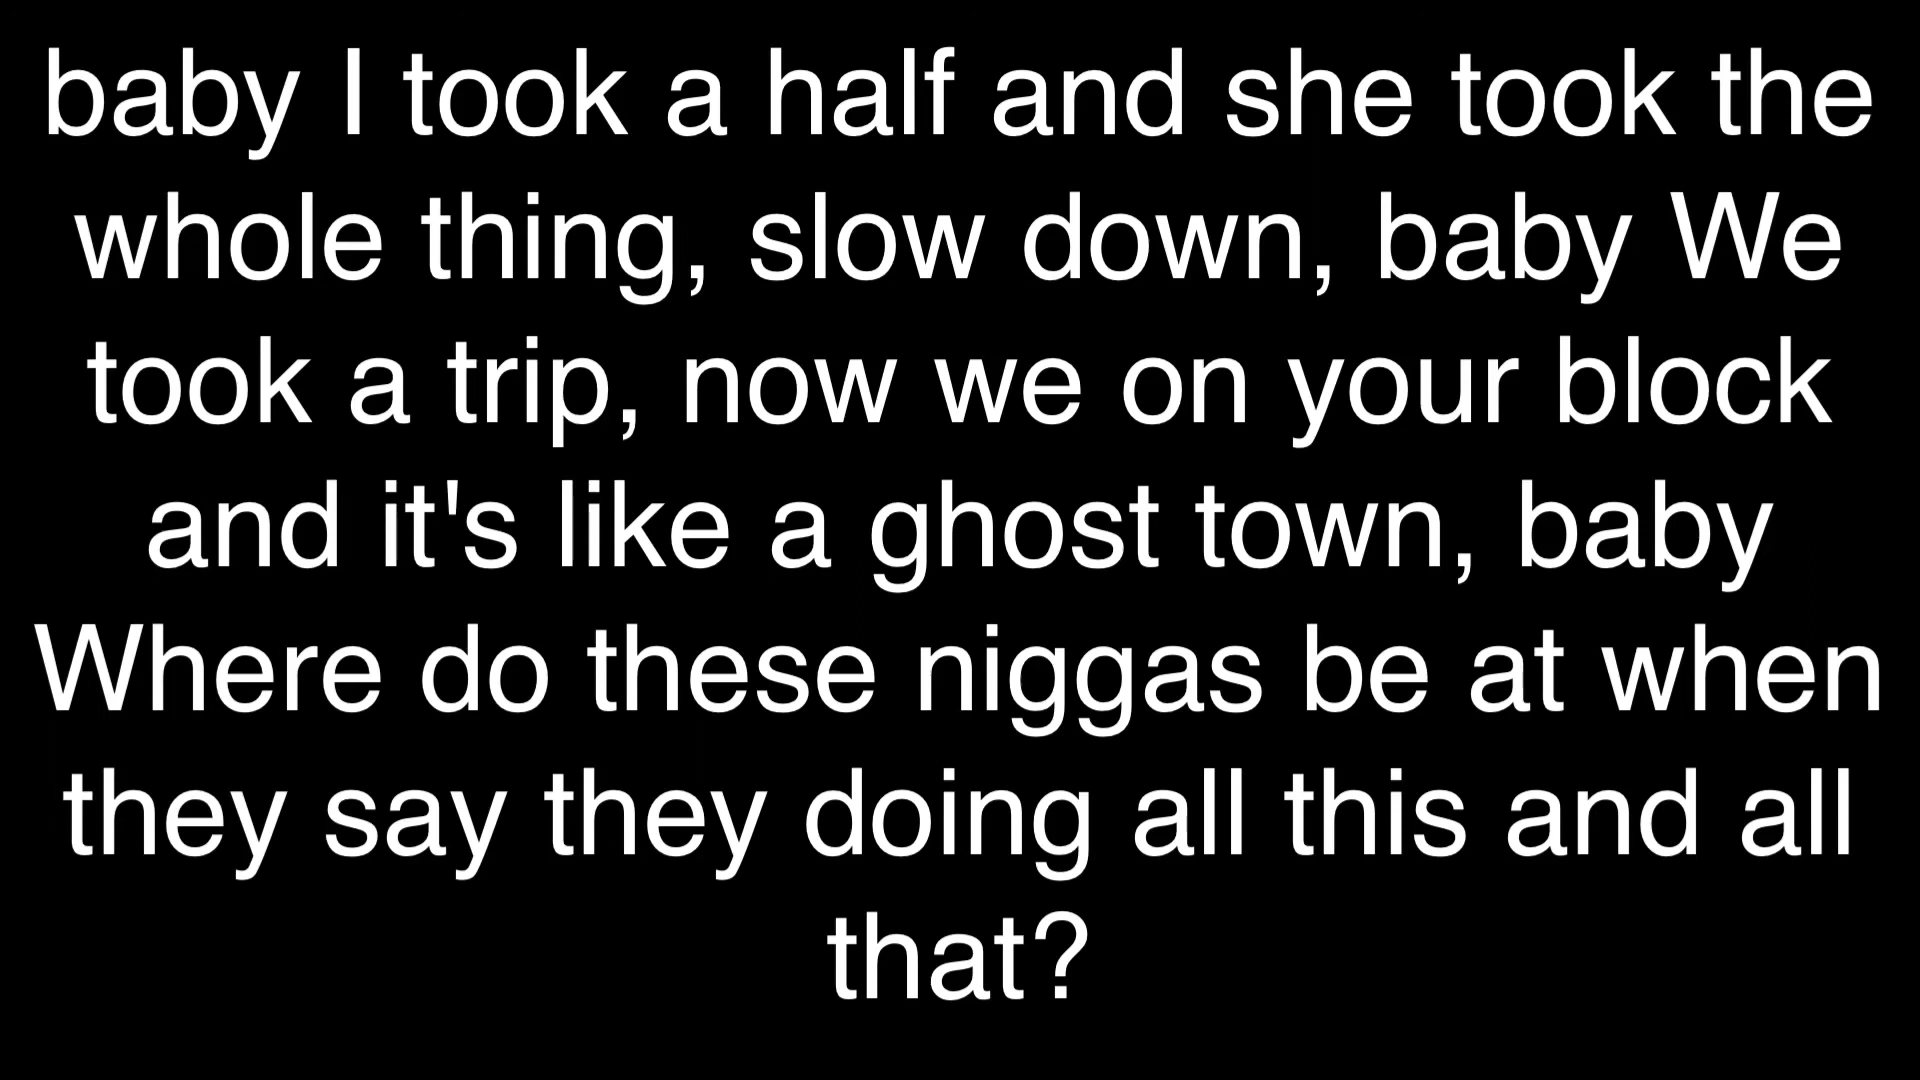 baby I took a half and she took the
whole thing, slow down, baby We
took a trip, now we on your block
and it's like a ghost town, baby
Where do these niggas be at when
they say they doing all this and all
that?